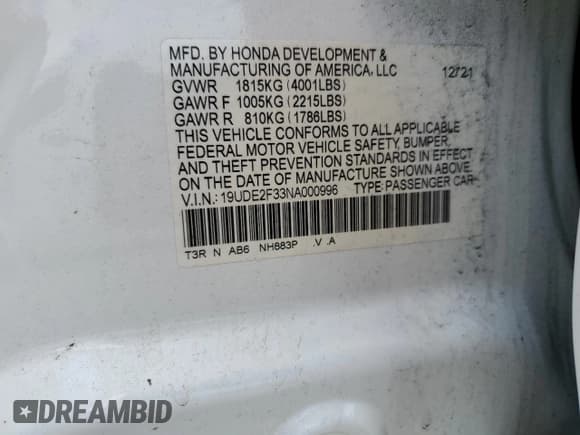 MFD. BY HONDA DEVELOPMENT &
MANUFACTURING OF AMERICA, LLC 12/21
GVWR 1815KG (4001LBS)
GAWR F 1005KG (2215LBS)
GAWR R 810KG (1786LBS)
THIS VEHICLE CONFORMS TO ALL APPLICABLE
FEDERAL MOTOR VEHICLE SAFETY, BUMPER,
AND THEFT PREVENTION STANDARDS IN EFFECT
ON THE DATE OF MANUFACTURE SHOWN ABOVE.
V.I.N.: 19UDE2F33NA000996 TYPE: PASSENGER CAR
T3R N AB6 NH883P .V .A
DREAMBID